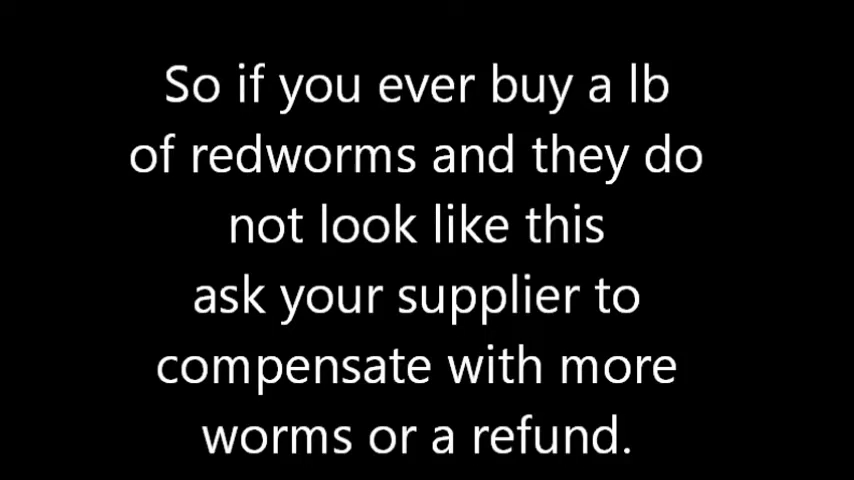 So if you ever buy a lb
of redworms and they do
not look like this
ask your supplier to
compensate with more
worms or a refund.